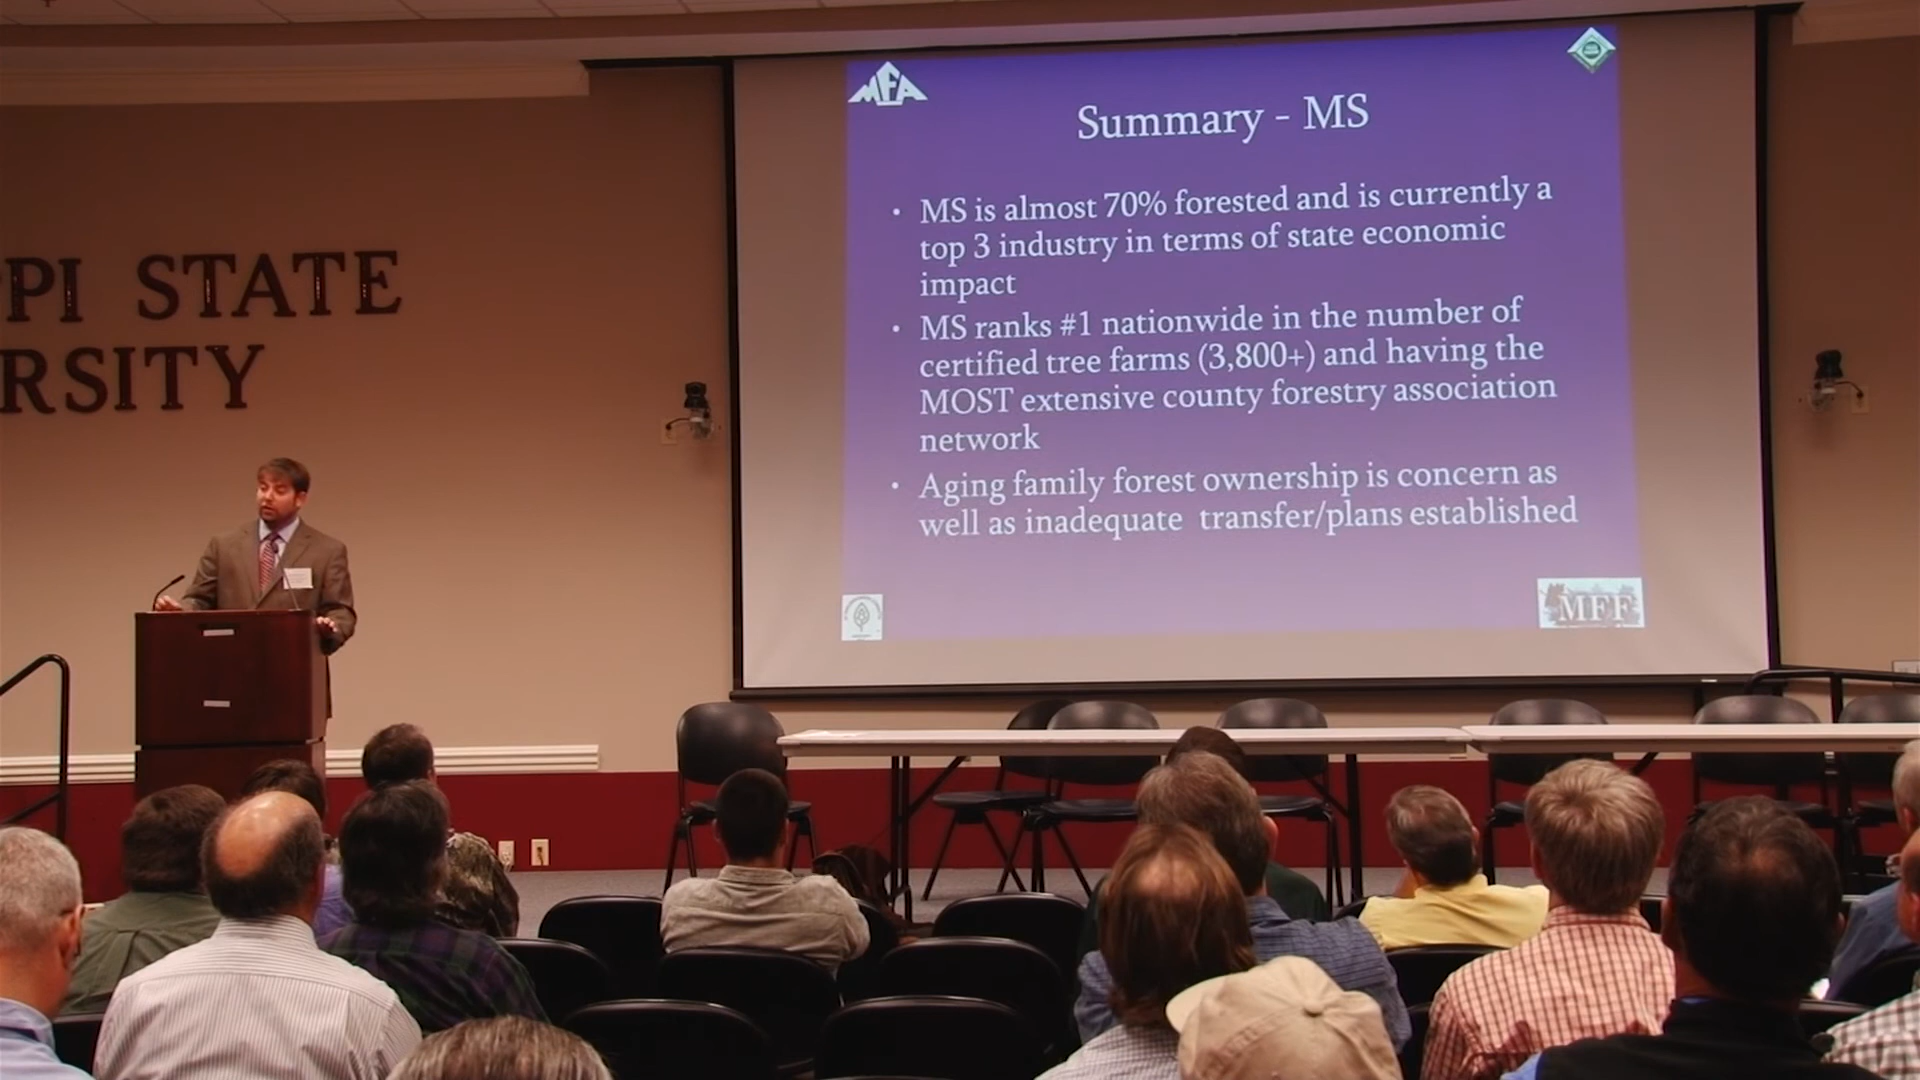 PPI STATE
RSITY
MFA
Summary - MS
• MS is almost 70% forested and is currently a
top 3 industry in terms of state economic
impact
• MS ranks #1 nationwide in the number of
certified tree farms (3,800+) and having the
MOST extensive county forestry association
network
• Aging family forest ownership is concern as
well as inadequate transfer/plans established
MFF